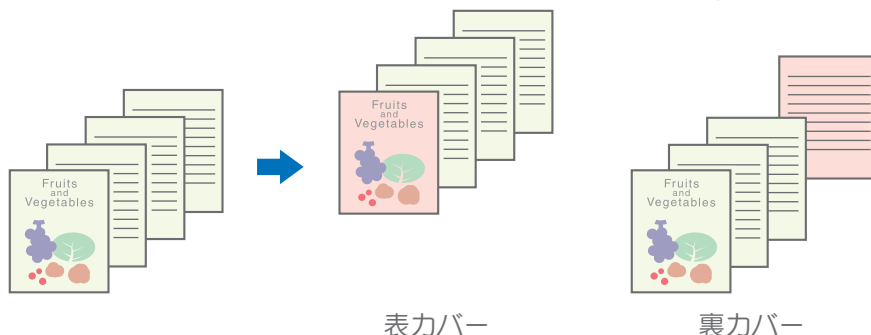 Fruits
and
Vegetables
Fruits
and
Vegetables
Fruits
and
Vegetables
表カバー
裏カバー